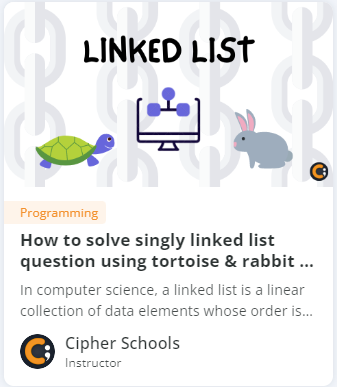 LINKED LIST
Programming
How to solve singly linked list
question using tortoise & rabbit ...
In computer science, a linked list is a linear
collection of data elements whose order is...
Cipher Schools
Instructor